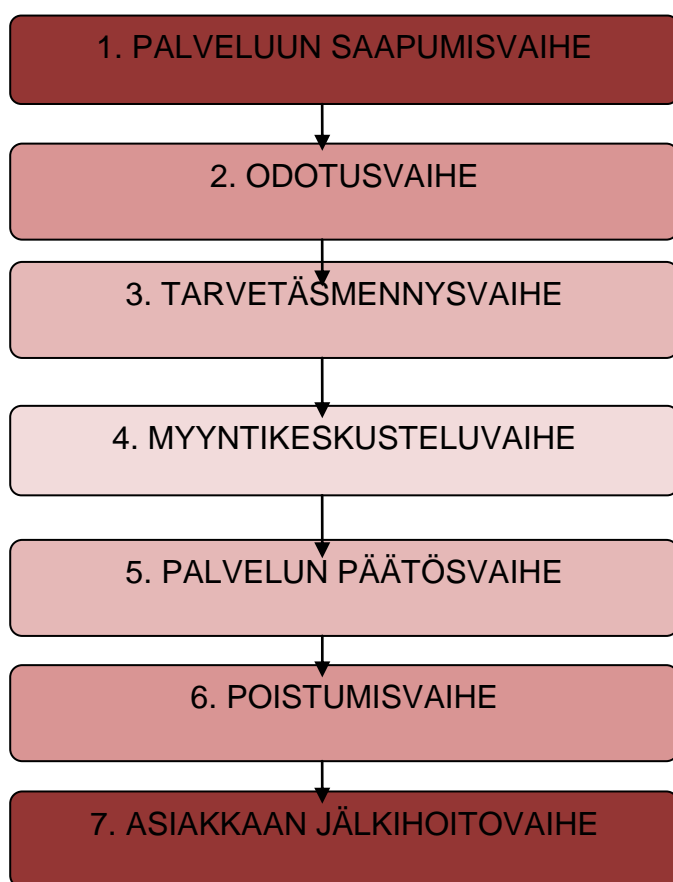 1. PALVELUUN SAAPUMISVAIHE
2. ODOTUSVAIHE
3. TARVETÄSMENNYSVAIHE
4. MYYNTIKESKUSTELUVAIHE
5. PALVELUN PÄÄTÖSVAIHE
6. POISTUMISVAIHE
7. ASIAKKAAN JÄLKIHOITOVAIHE